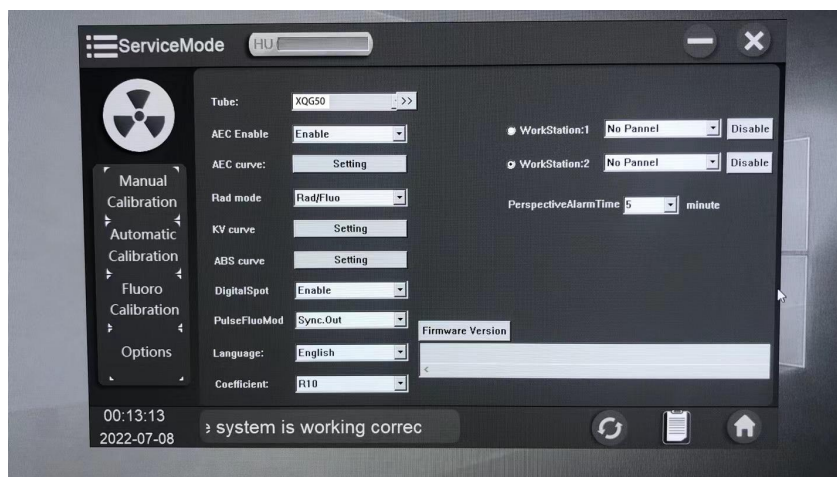 ServiceMode
HU
Tube: XQG50 >>
AEC Enable Enable
AEC curve: Setting
Rad mode Rad/Fluo
KV curve Setting
ABS curve Setting
DigitalSpot Enable
PulseFluoMod Sync.Out
Language: English
Coefficient: R10
WorkStation:1 No Pannel Disable
WorkStation:2 No Pannel Disable
PerspectiveAlarmTime 5 minute
Firmware Version
<
Manual
Calibration
Automatic
Calibration
Fluoro
Calibration
Options
00:13:13
2022-07-08
system is working correc